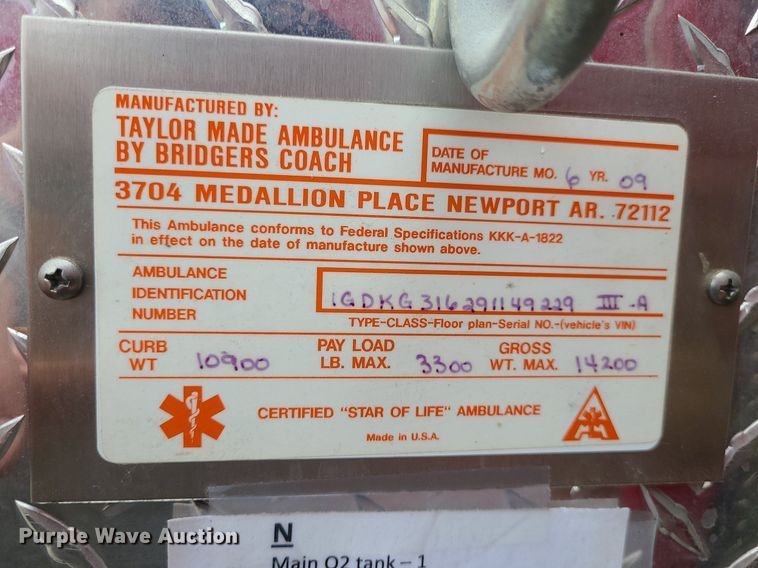 MANUFACTURED BY:
TAYLOR MADE AMBULANCE
BY BRIDGERS COACH
DATE OF
MANUFACTURE MO. 6 YR. 09
3704 MEDALLION PLACE NEWPORT AR. 72112
This Ambulance conforms to Federal Specifications KKK-A-1822
in effect on the date of manufacture shown above.
AMBULANCE
IDENTIFICATION
NUMBER
1GDKG316291149229 III-A
TYPE-CLASS-Floor plan-Serial NO.-(vehicle's VIN)
CURB
WT 10900
PAY LOAD
LB. MAX. 3300
GROSS
WT. MAX. 14200
CERTIFIED "STAR OF LIFE" AMBULANCE
Made in U.S.A.
N
Main O2 tank - 1
Purple Wave Auction